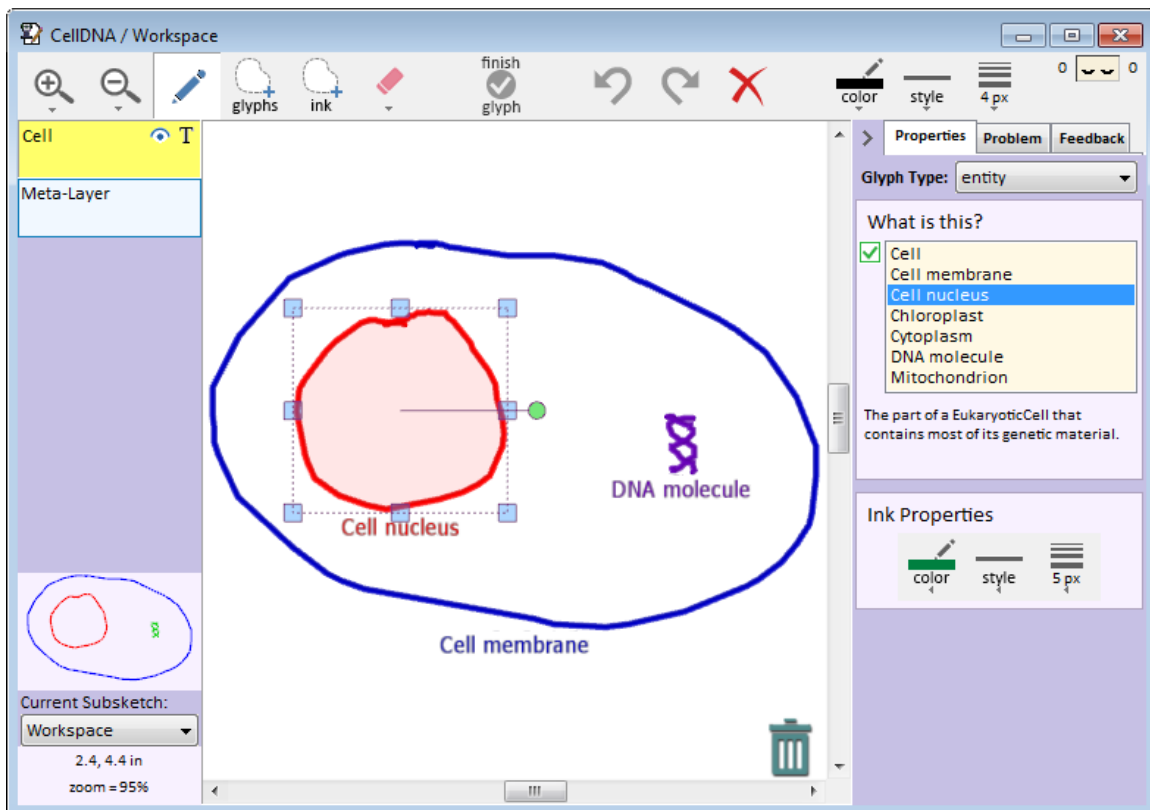 CellDNA / Workspace
finish
glyph
glyphs
ink
color
style
4 px
0
0
Cell
T
Meta-Layer
Current Subsketch:
Workspace
2.4, 4.4 in
zoom = 95%
Cell nucleus
DNA molecule
Cell membrane
Properties
Problem
Feedback
Glyph Type:
entity
What is this?
Cell
Cell membrane
Cell nucleus
Chloroplast
Cytoplasm
DNA molecule
Mitochondrion
The part of a EukaryoticCell that
contains most of its genetic material.
Ink Properties
color
style
5 px